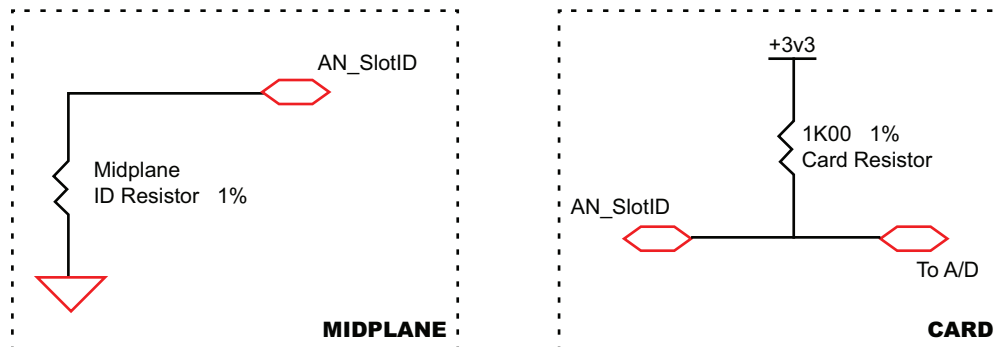 AN_SlotID
Midplane
ID Resistor 1%
MIDPLANE
+3v3
1K00 1%
Card Resistor
AN_SlotID
To A/D
CARD